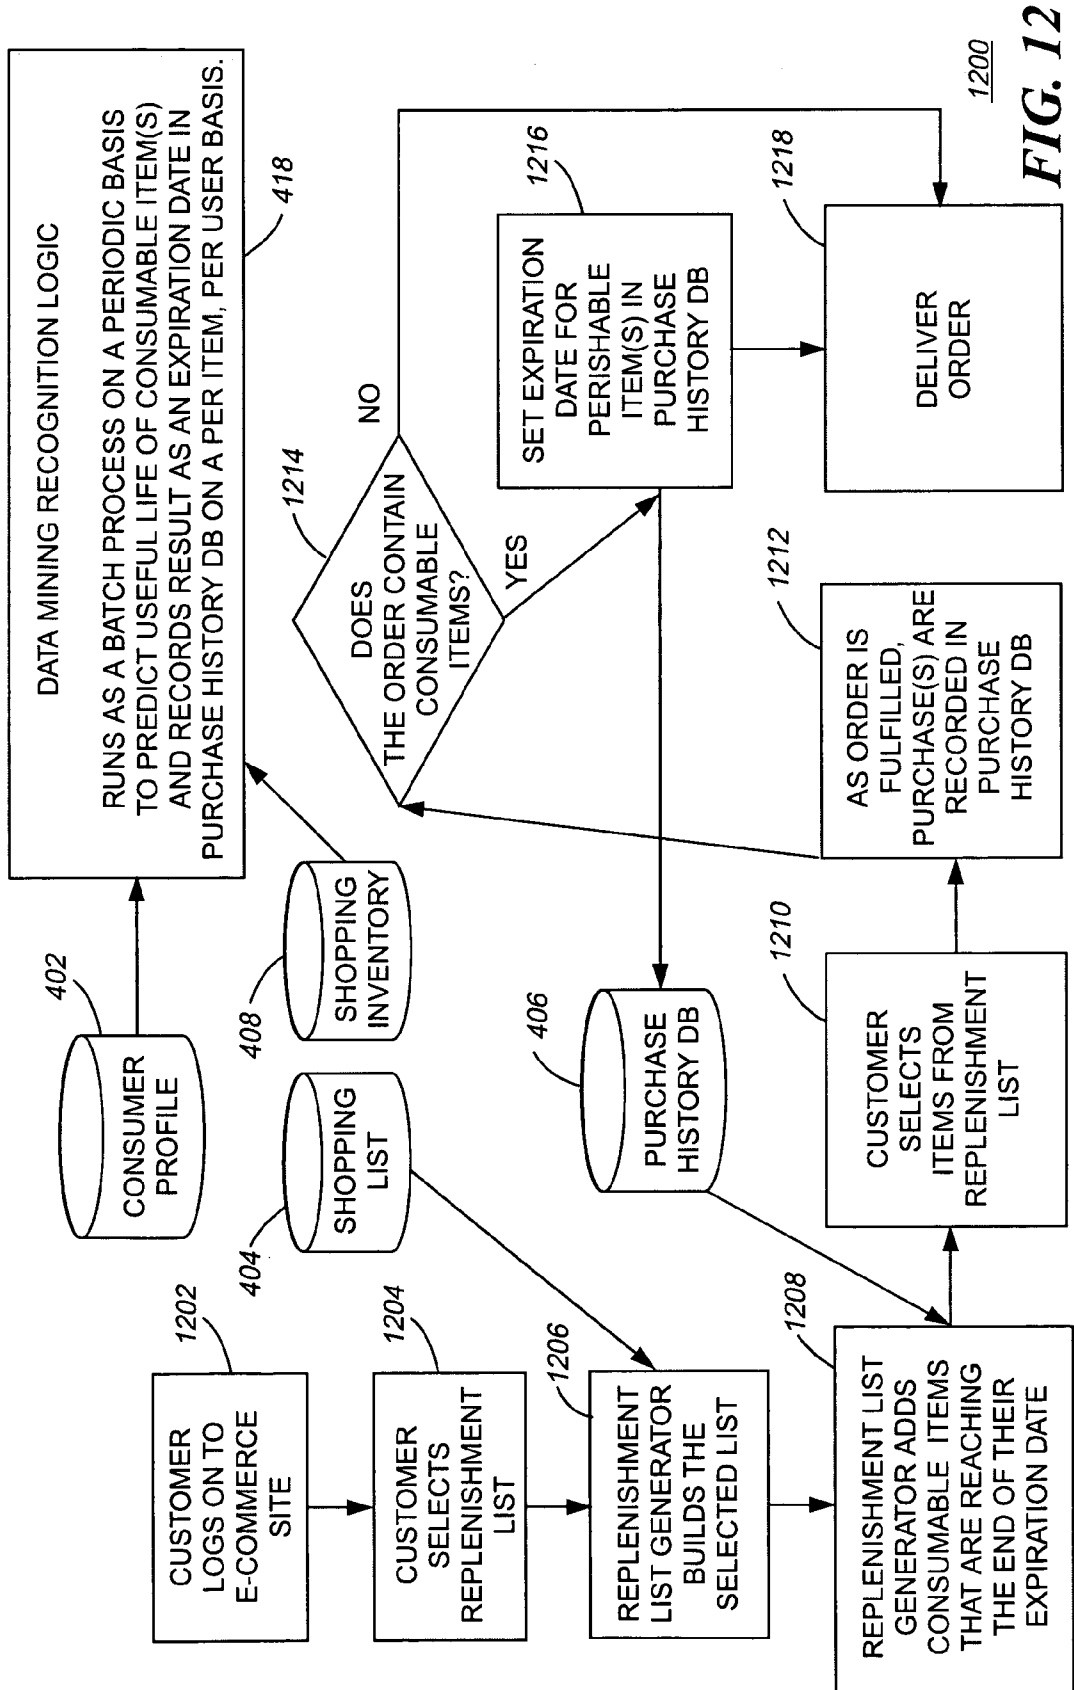 DATA MINING RECOGNITION LOGIC
RUNS AS A BATCH PROCESS ON A PERIODIC BASIS
TO PREDICT USEFUL LIFE OF CONSUMABLE ITEM(S)
AND RECORDS RESULT AS AN EXPIRATION DATE IN
PURCHASE HISTORY DB ON A PER ITEM, PER USER BASIS.
418
402
CONSUMER
PROFILE
408
SHOPPING
INVENTORY
404
SHOPPING
LIST
406
PURCHASE
HISTORY DB
1202
CUSTOMER
LOGS ON TO
E-COMMERCE
SITE
1204
CUSTOMER
SELECTS
REPLENISHMENT
LIST
1206
REPLENISHMENT
LIST GENERATOR
BUILDS THE
SELECTED LIST
1208
REPLENISHMENT LIST
GENERATOR ADDS
CONSUMABLE ITEMS
THAT ARE REACHING
THE END OF THEIR
EXPIRATION DATE
1210
CUSTOMER
SELECTS
ITEMS FROM
REPLENISHMENT
LIST
1212
AS ORDER IS
FULFILLED,
PURCHASE(S) ARE
RECORDED IN
PURCHASE
HISTORY DB
1214
DOES
THE ORDER CONTAIN
CONSUMABLE
ITEMS?
NO
YES
1216
SET EXPIRATION
DATE FOR
PERISHABLE
ITEM(S) IN
PURCHASE
HISTORY DB
1218
DELIVER
ORDER
1200
FIG. 12